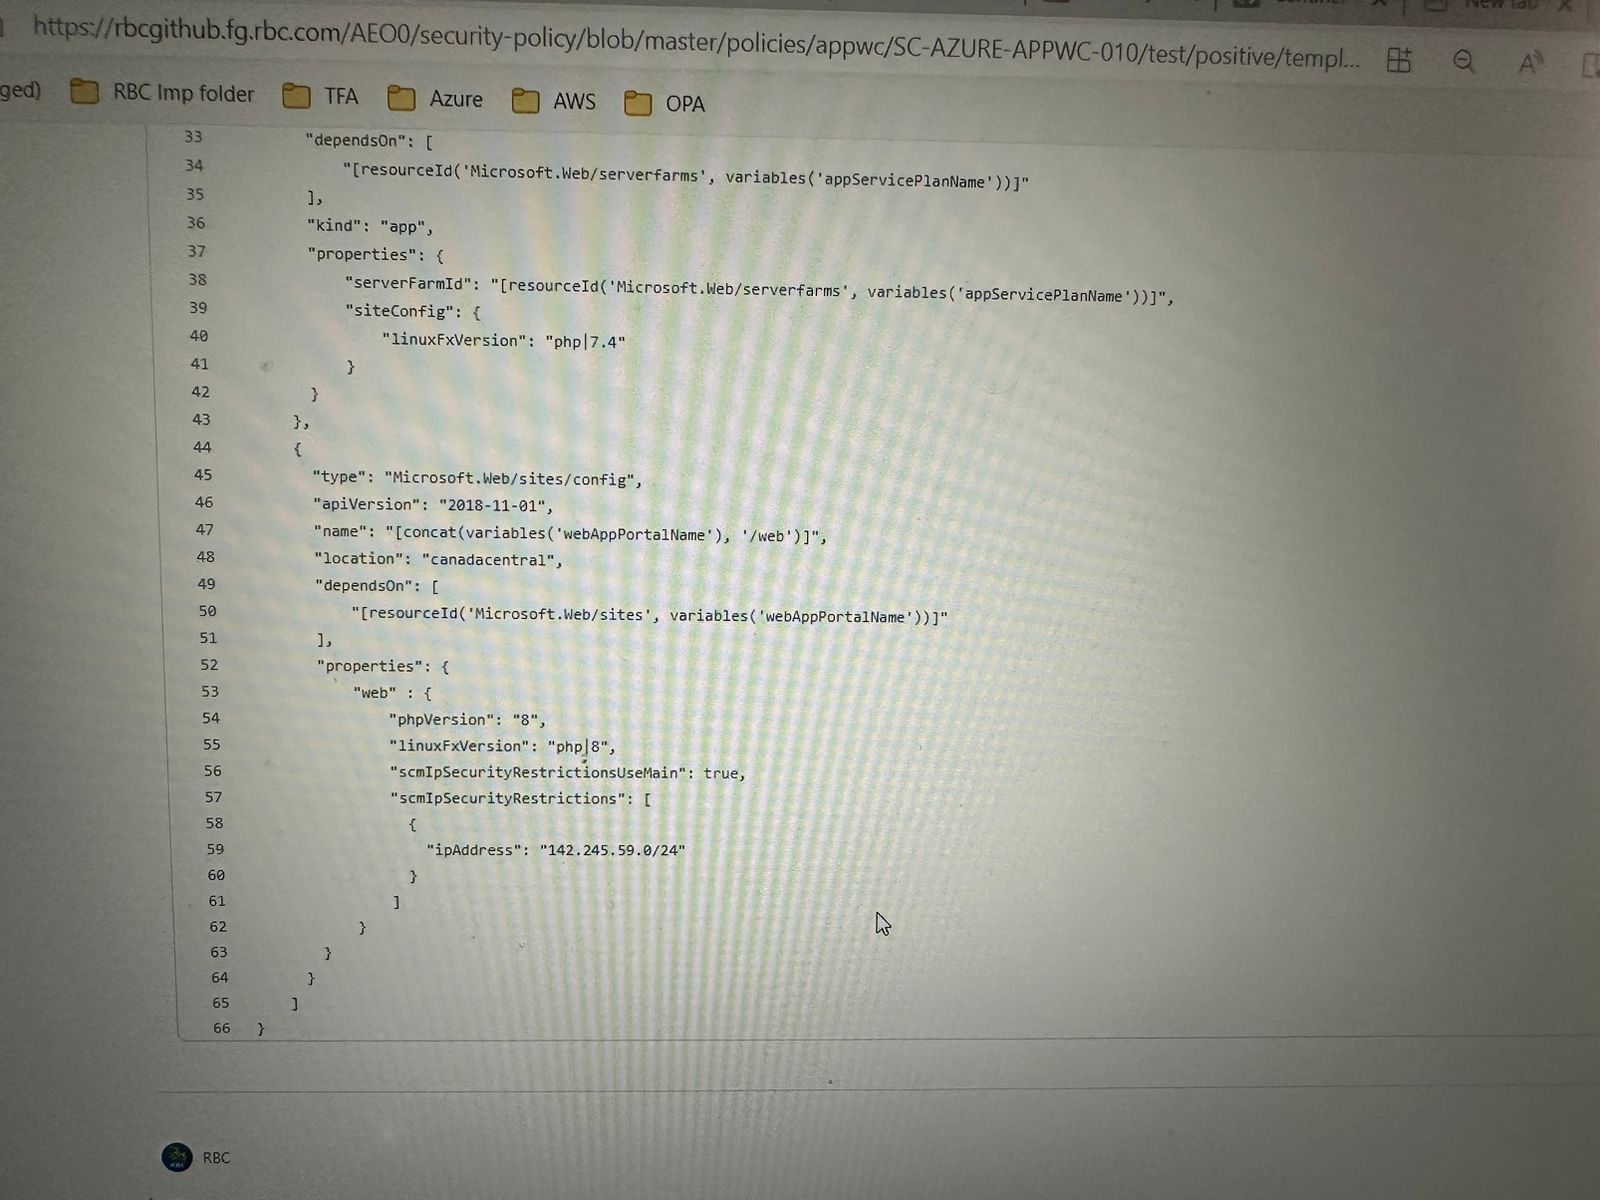 New tab
https://rbcgithub.fg.rbc.com/AEO0/security-policy/blob/master/policies/appwc/SC-AZURE-APPWC-010/test/positive/templ...
ged) RBC Imp folder TFA Azure AWS OPA
33 "dependsOn": [
34 "[resourceId('Microsoft.Web/serverfarms', variables('appServicePlanName'))]"
35 ],
36 "kind": "app",
37 "properties": {
38 "serverFarmId": "[resourceId('Microsoft.Web/serverfarms', variables('appServicePlanName'))]",
39 "siteConfig": {
40 "linuxFxVersion": "php|7.4"
41 }
42 }
43 },
44 {
45 "type": "Microsoft.Web/sites/config",
46 "apiVersion": "2018-11-01",
47 "name": "[concat(variables('webAppPortalName'), '/web')]",
48 "location": "canadacentral",
49 "dependsOn": [
50 "[resourceId('Microsoft.Web/sites', variables('webAppPortalName'))]"
51 ],
52 "properties": {
53 "web" : {
54 "phpVersion": "8",
55 "linuxFxVersion": "php|8",
56 "scmIpSecurityRestrictionsUseMain": true,
57 "scmIpSecurityRestrictions": [
58 {
59 "ipAddress": "142.245.59.0/24"
60 }
61 ]
62 }
63 }
64 }
65 ]
66 }
RBC